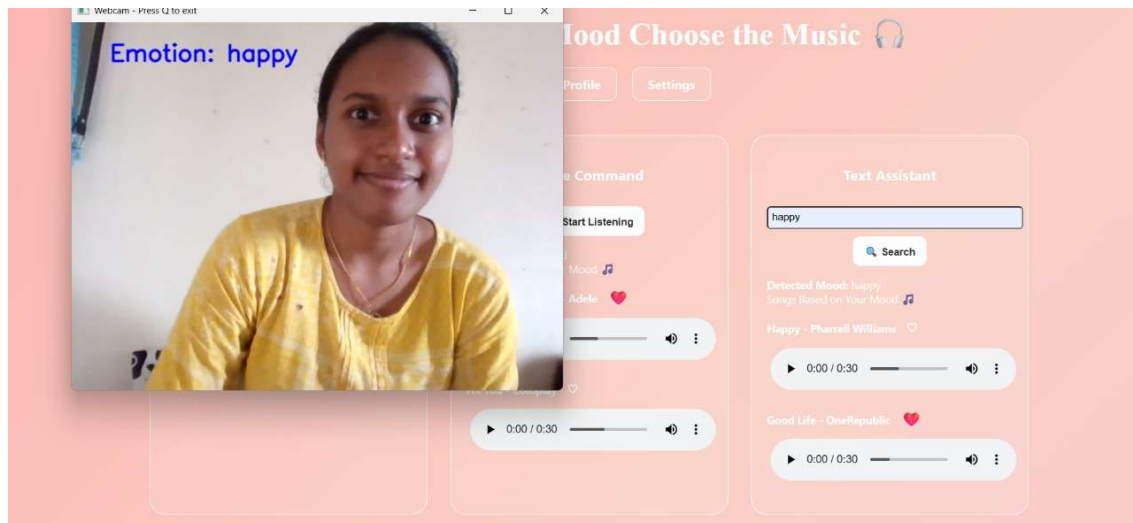 Webcam - Press Q to exit
Emotion: happy
Mood Choose the Music
Profile
Settings
Command
Start Listening
Mood
- Adele
0:00 / 0:30
Text Assistant
happy
Search
Detected Mood: happy
Songs Based on Your Mood
Happy - Pharrell Williams
0:00 / 0:30
Good Life - OneRepublic
0:00 / 0:30